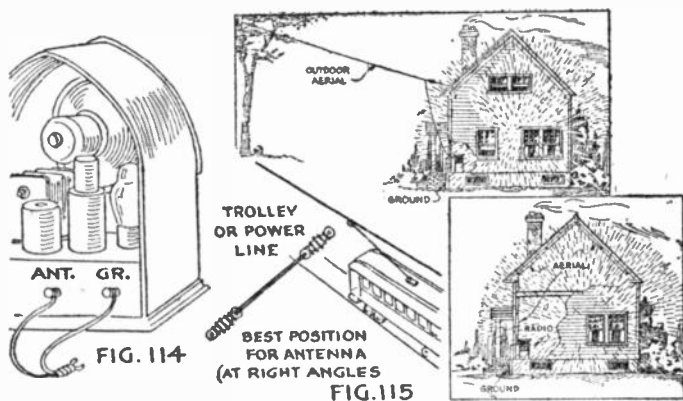 ANT. GR.
FIG. 114
OUTDOOR
AERIAL
GROUND
TROLLEY
OR POWER
LINE
BEST POSITION
FOR ANTENNA
(AT RIGHT ANGLES
FIG. 115
AERIAL
RADIO
GROUND